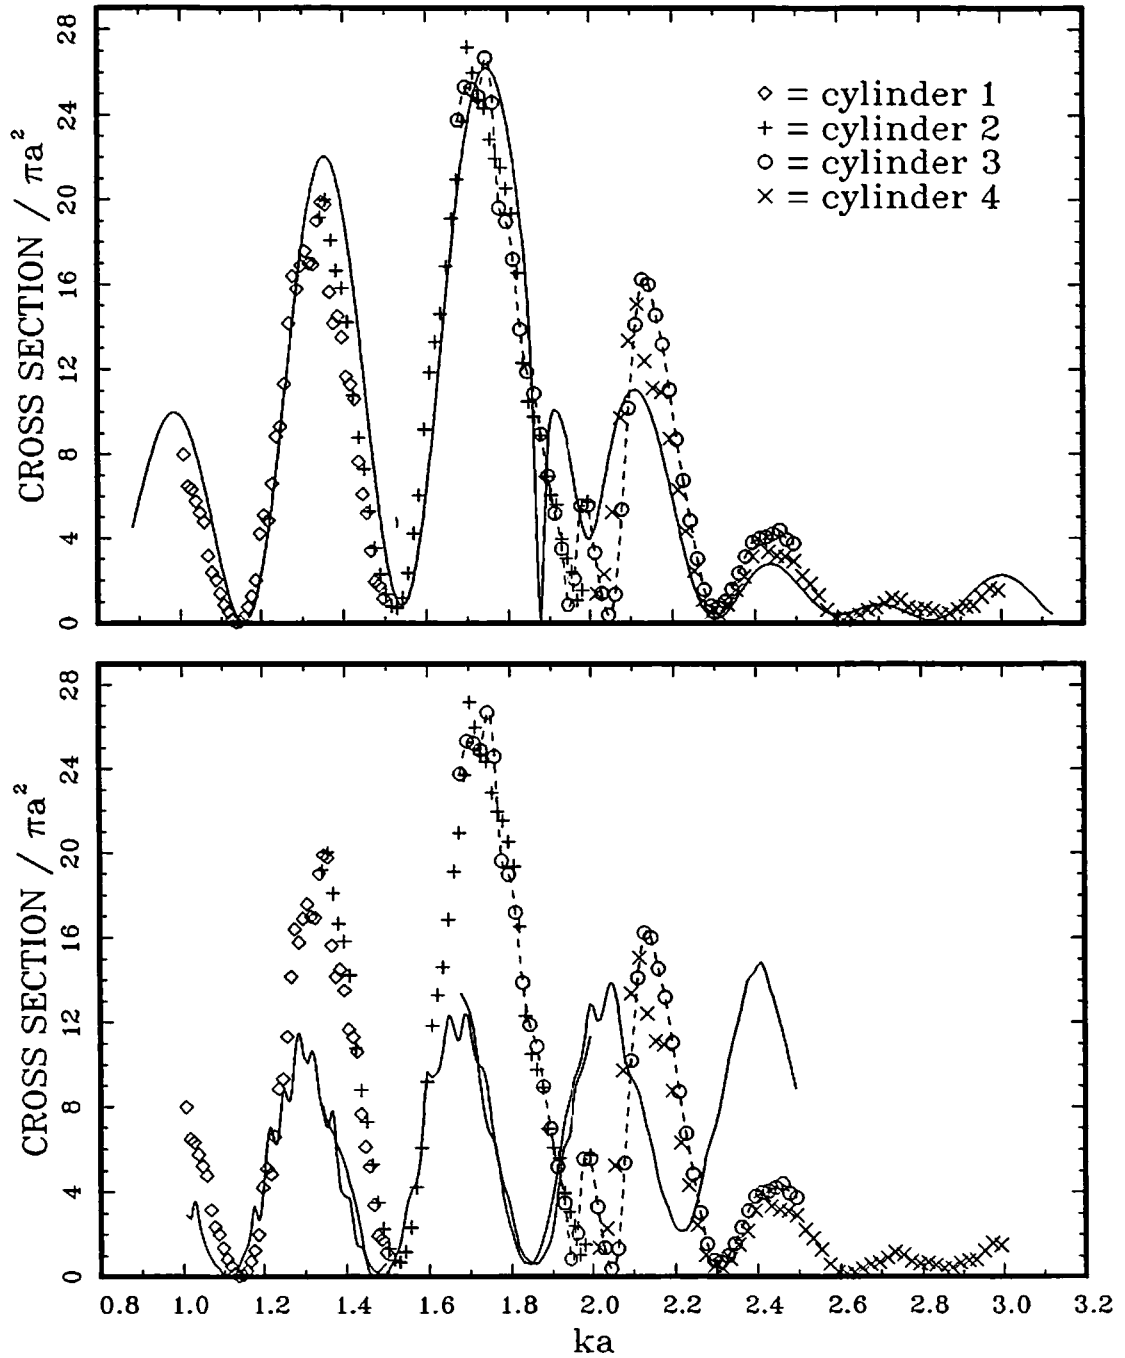 28
24
20
16
12
8
4
0
CROSS SECTION / πa²
◇ = cylinder 1
+ = cylinder 2
○ = cylinder 3
× = cylinder 4
28
24
20
16
12
8
4
0
CROSS SECTION / πa²
0.8 1.0 1.2 1.4 1.6 1.8 2.0 2.2 2.4 2.6 2.8 3.0 3.2
ka